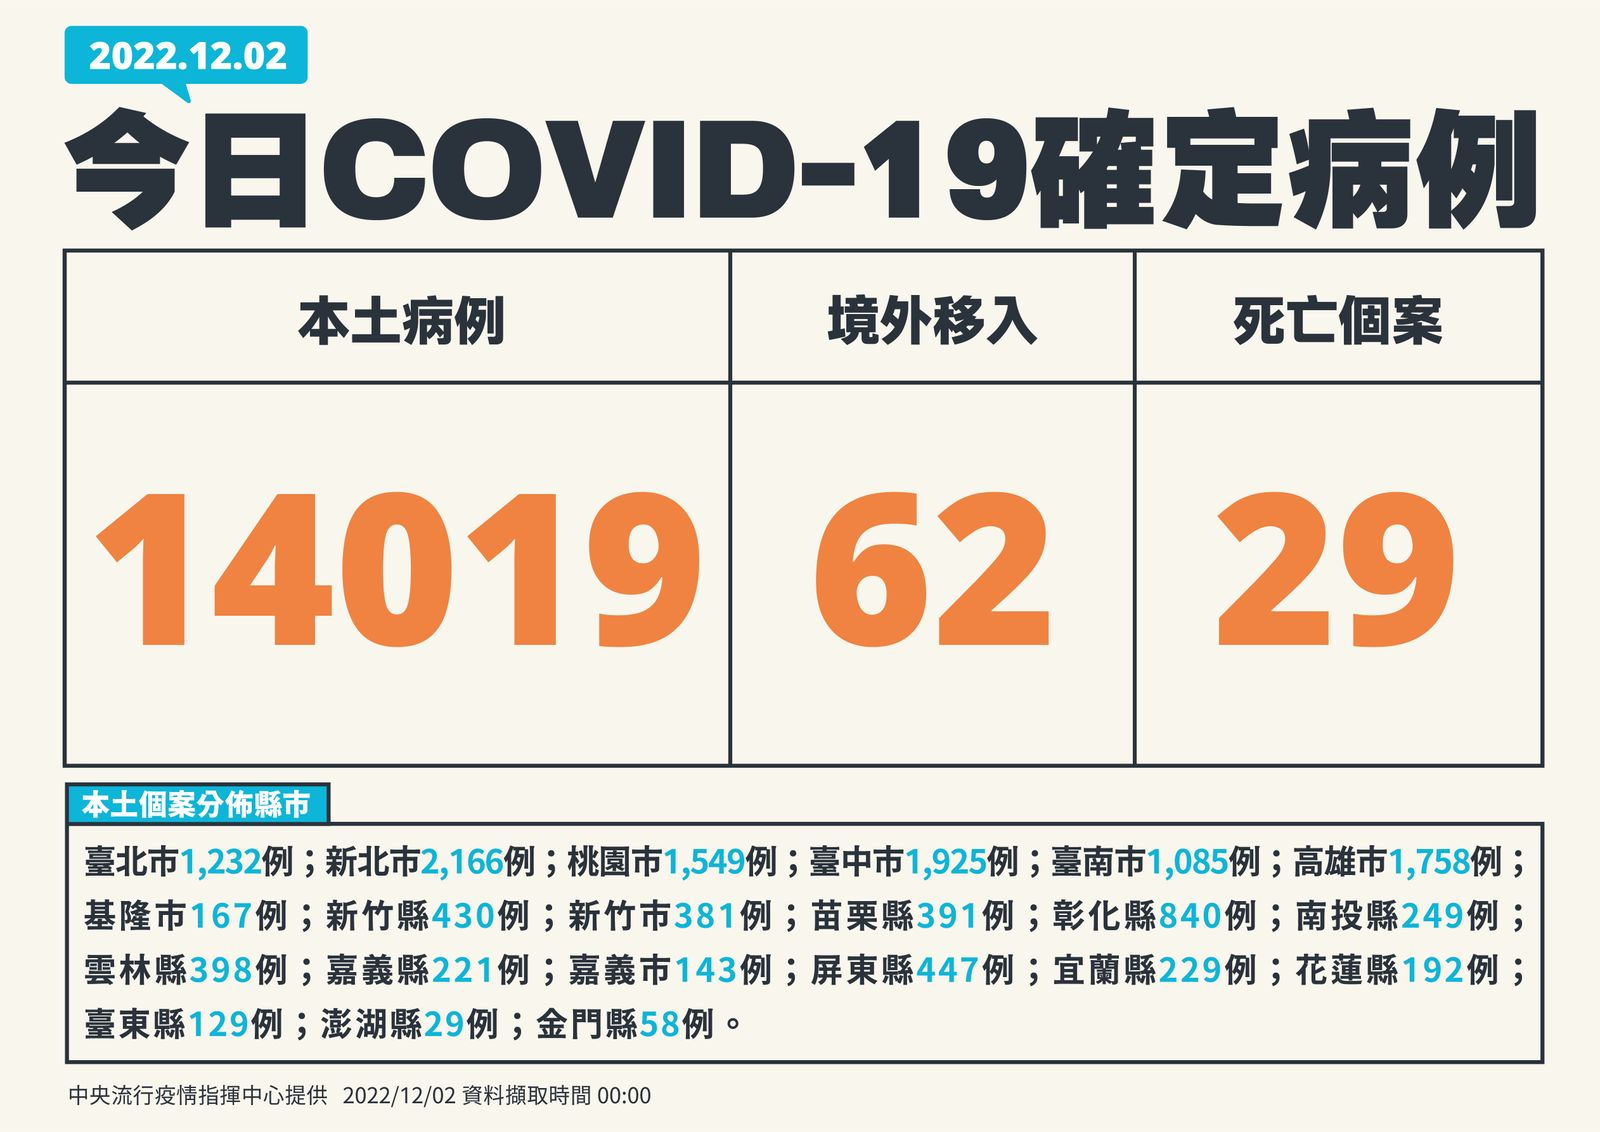 2022.12.02
今日COVID-19確定病例
本土病例 境外移入 死亡個案
14019 62 29
本土個案分佈縣市
臺北市1,232例；新北市2,166例；桃園市1,549例；臺中市1,925例；臺南市1,085例；高雄市1,758例；
基隆市167例；新竹縣430例；新竹市381例；苗栗縣391例；彰化縣840例；南投縣249例；
雲林縣398例；嘉義縣221例；嘉義市143例；屏東縣447例；宜蘭縣229例；花蓮縣192例；
臺東縣129例；澎湖縣29例；金門縣58例。
中央流行疫情指揮中心提供 2022/12/02 資料擷取時間 00:00